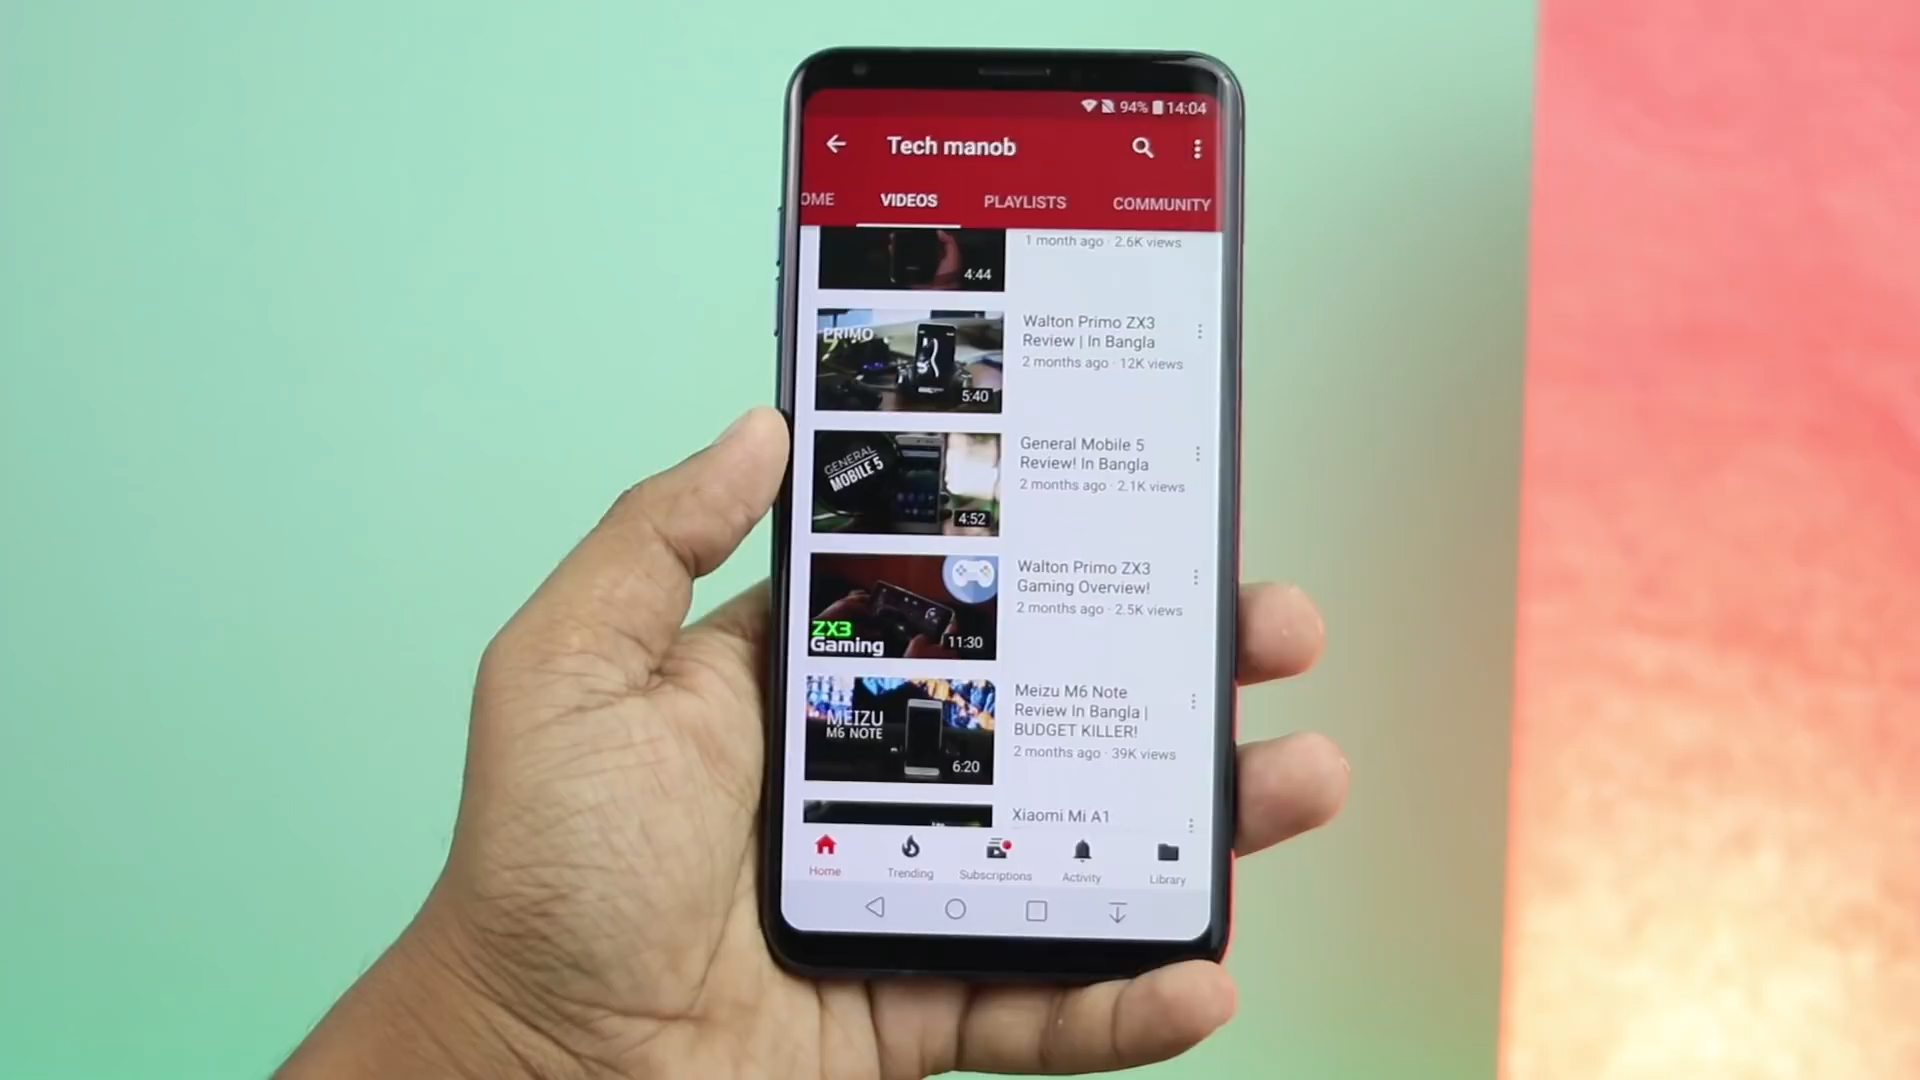 94% 14:04
Tech manob
OME VIDEOS PLAYLISTS COMMUNITY
1 month ago · 2.6K views
4:44
PRIMO
5:40
Walton Primo ZX3
Review | In Bangla
2 months ago · 12K views
GENERAL
MOBILE 5
4:52
General Mobile 5
Review! In Bangla
2 months ago · 2.1K views
ZX3
Gaming
11:30
Walton Primo ZX3
Gaming Overview!
2 months ago · 2.5K views
MEIZU
M6 NOTE
6:20
Meizu M6 Note
Review In Bangla |
BUDGET KILLER!
2 months ago · 39K views
Xiaomi Mi A1
Home Trending Subscriptions Activity Library